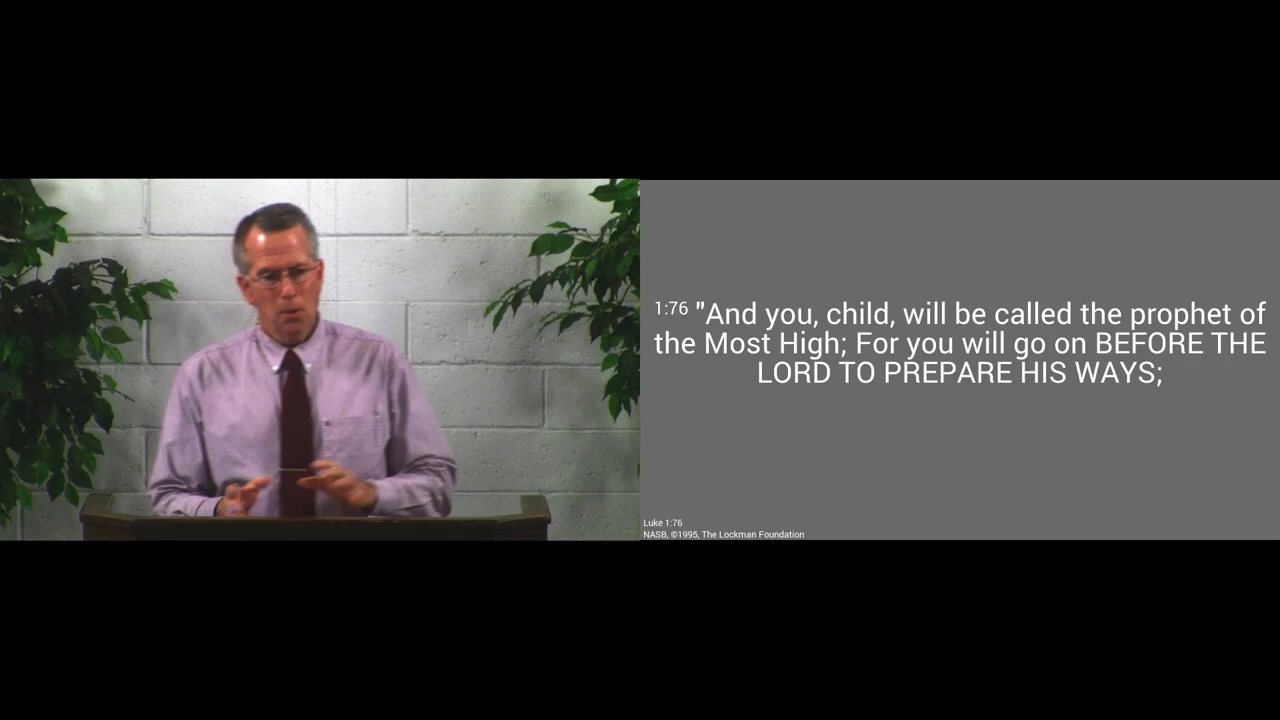 1:76 "And you, child, will be called the prophet of
the Most High; For you will go on BEFORE THE
LORD TO PREPARE HIS WAYS;
Luke 1:76
NASB, ©1995, The Lockman Foundation